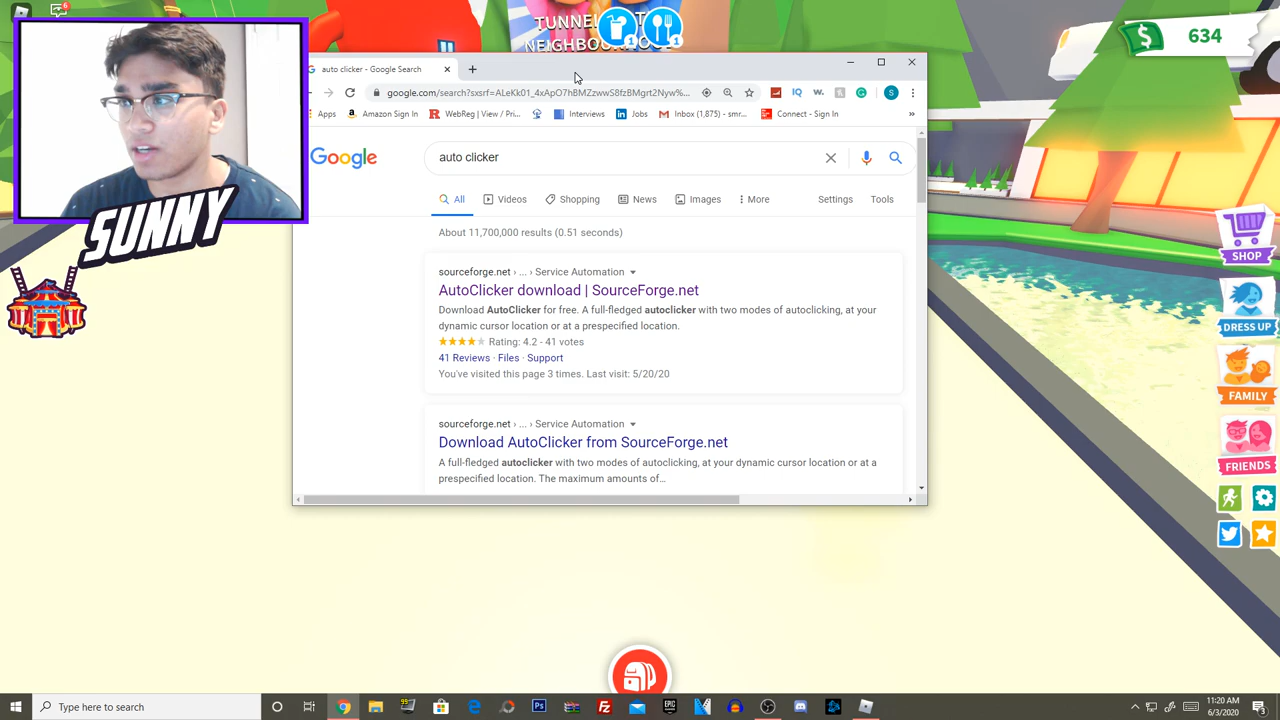 6
TUNNEL
NEIGHBOURHOOD
1
1
634
auto clicker - Google Search
google.com/search?sxsrf=ALeKk01_4xApO7hBMZzwwS8fzBMgrt2Nyw%...
S
Apps
Amazon Sign In
WebReg | View / Pri...
Interviews
Jobs
Inbox (1,875) - smr...
Connect - Sign In
»
Google
auto clicker
All
Videos
Shopping
News
Images
More
Settings
Tools
About 11,700,000 results (0.51 seconds)
sourceforge.net › ... › Service Automation
AutoClicker download | SourceForge.net
Download AutoClicker for free. A full-fledged autoclicker with two modes of autoclicking, at your
dynamic cursor location or at a prespecified location.
Rating: 4.2 - 41 votes
41 Reviews · Files · Support
You've visited this page 3 times. Last visit: 5/20/20
sourceforge.net › ... › Service Automation
Download AutoClicker from SourceForge.net
A full-fledged autoclicker with two modes of autoclicking, at your dynamic cursor location or at a
prespecified location. The maximum amounts of...
SUNNY
SHOP
DRESS UP
FAMILY
FRIENDS
Type here to search
11:20 AM
6/3/2020
3